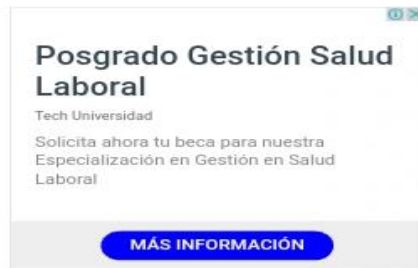 Posgrado Gestión Salud
Laboral
Tech Universidad
Solicita ahora tu beca para nuestra
Especialización en Gestión en Salud
Laboral
MÁS INFORMACIÓN